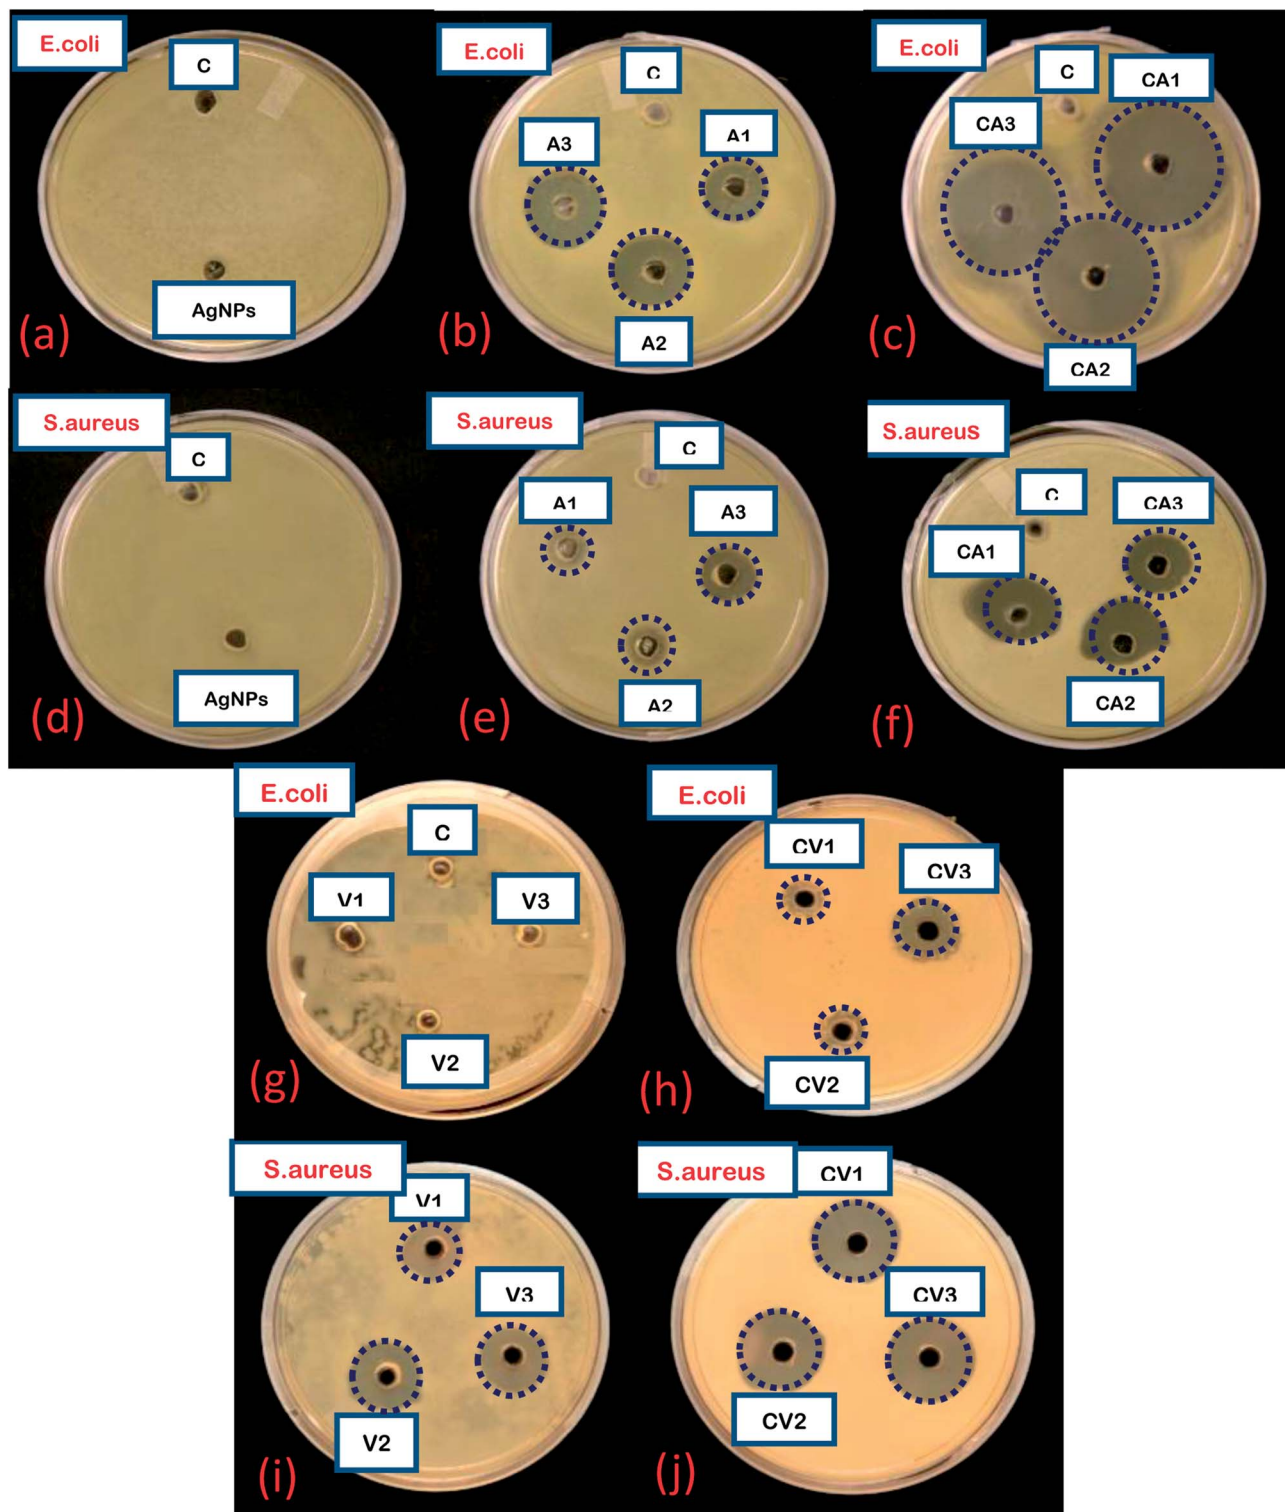 E.coli
C
AgNPs
(a)
E.coli
C
A3
A1
A2
(b)
E.coli
C
CA1
CA3
CA2
(c)
S.aureus
C
AgNPs
(d)
S.aureus
C
A1
A3
A2
(e)
S.aureus
C
CA3
CA1
CA2
(f)
E.coli
C
V1
V3
V2
(g)
E.coli
CV1
CV3
CV2
(h)
S.aureus
V1
V3
V2
(i)
S.aureus
CV1
CV3
CV2
(j)